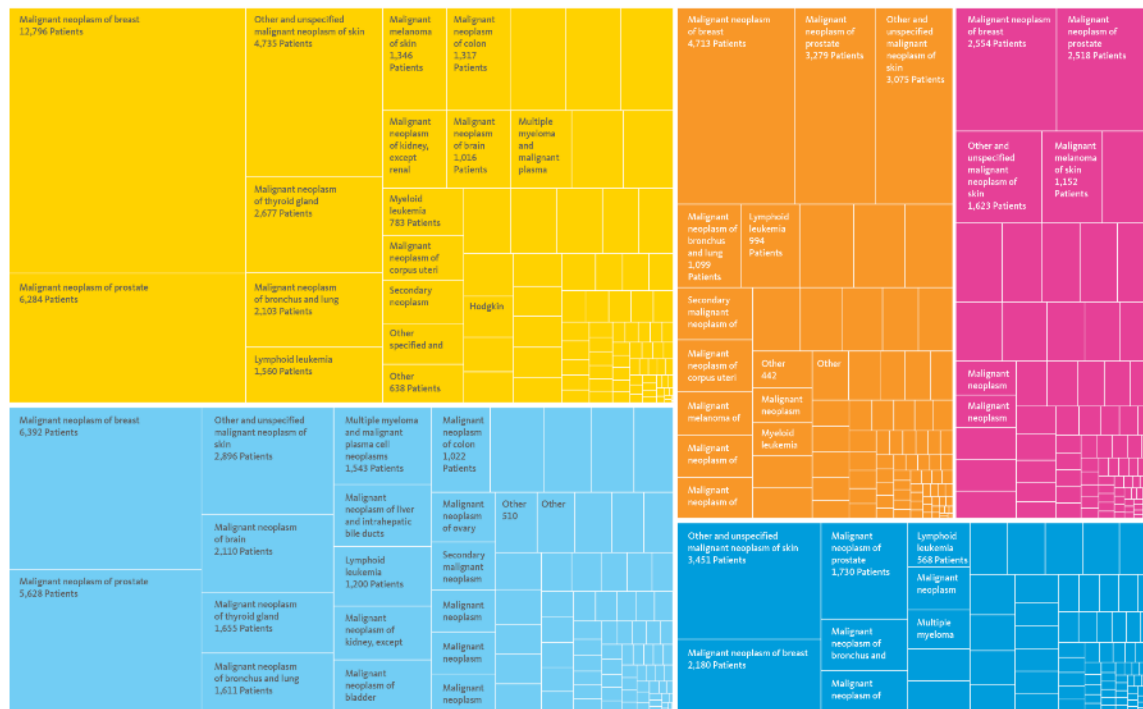 Malignant neoplasm of breast
12,796 Patients
Malignant neoplasm of prostate
6,284 Patients
Other and unspecified
malignant neoplasm of skin
4,735 Patients
Malignant neoplasm
of thyroid gland
2,677 Patients
Malignant neoplasm
of bronchus and lung
2,103 Patients
Lymphoid leukemia
1,560 Patients
Malignant
melanoma
of skin
1,346
Patients
Malignant
neoplasm
of colon
1,317
Patients
Malignant
neoplasm
of kidney,
except
renal
Malignant
neoplasm
of brain
1,016
Patients
Multiple
myeloma
and
malignant
plasma
Myeloid
leukemia
783 Patients
Malignant
neoplasm of
corpus uteri
Secondary
neoplasm
Hodgkin
Other
specified and
Other
638 Patients
Malignant neoplasm
of breast
4,713 Patients
Malignant
neoplasm of
prostate
3,279 Patients
Other and
unspecified
malignant
neoplasm of
skin
3,075 Patients
Malignant
neoplasm of
bronchus
and lung
1,099
Patients
Lymphoid
leukemia
994
Patients
Secondary
malignant
neoplasm of
Malignant
neoplasm of
corpus uteri
Malignant
melanoma of
Malignant
neoplasm of
Malignant
neoplasm of
Other
442
Other
Malignant
neoplasm
Myeloid
leukemia
Malignant neoplasm
of breast
2,554 Patients
Malignant
neoplasm of
prostate
2,518 Patients
Other and
unspecified
malignant
neoplasm of
skin
1,623 Patients
Malignant
melanoma
of skin
1,152
Patients
Malignant
neoplasm
Malignant
neoplasm
Malignant neoplasm of breast
6,392 Patients
Malignant neoplasm of prostate
5,628 Patients
Other and unspecified
malignant neoplasm of
skin
2,896 Patients
Malignant neoplasm
of brain
2,110 Patients
Malignant neoplasm
of thyroid gland
1,655 Patients
Malignant neoplasm
of bronchus and lung
1,611 Patients
Multiple myeloma
and malignant
plasma cell
neoplasms
1,543 Patients
Malignant
neoplasm of liver
and intrahepatic
bile ducts
Lymphoid
leukemia
1,200 Patients
Malignant
neoplasm of
kidney, except
Malignant
neoplasm of
bladder
Malignant
neoplasm
of colon
1,022
Patients
Malignant
neoplasm
of ovary
Other
510
Other
Secondary
malignant
neoplasm
Malignant
neoplasm
Malignant
neoplasm
Malignant
neoplasm
Other and unspecified
malignant neoplasm of skin
3,451 Patients
Malignant neoplasm of breast
2,180 Patients
Malignant
neoplasm of
prostate
1,730 Patients
Malignant
neoplasm of
bronchus and
Malignant
neoplasm of
Lymphoid
leukemia
568 Patients
Malignant
neoplasm
Multiple
myeloma